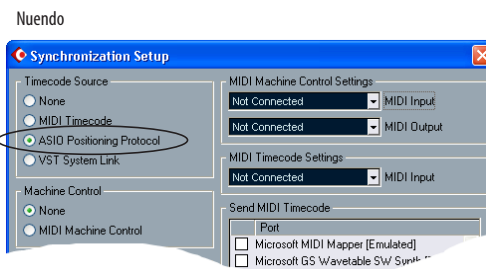 Nuendo
Synchronization Setup
Timecode Source
None
MIDI Timecode
ASIO Positioning Protocol
VST System Link
Machine Control
None
MIDI Machine Control
MIDI Machine Control Settings
Not Connected MIDI Input
Not Connected MIDI Output
MIDI Timecode Settings
Not Connected MIDI Input
Send MIDI Timecode
Port
Microsoft MIDI Mapper [Emulated]
Microsoft GS Wavetable SW Synth